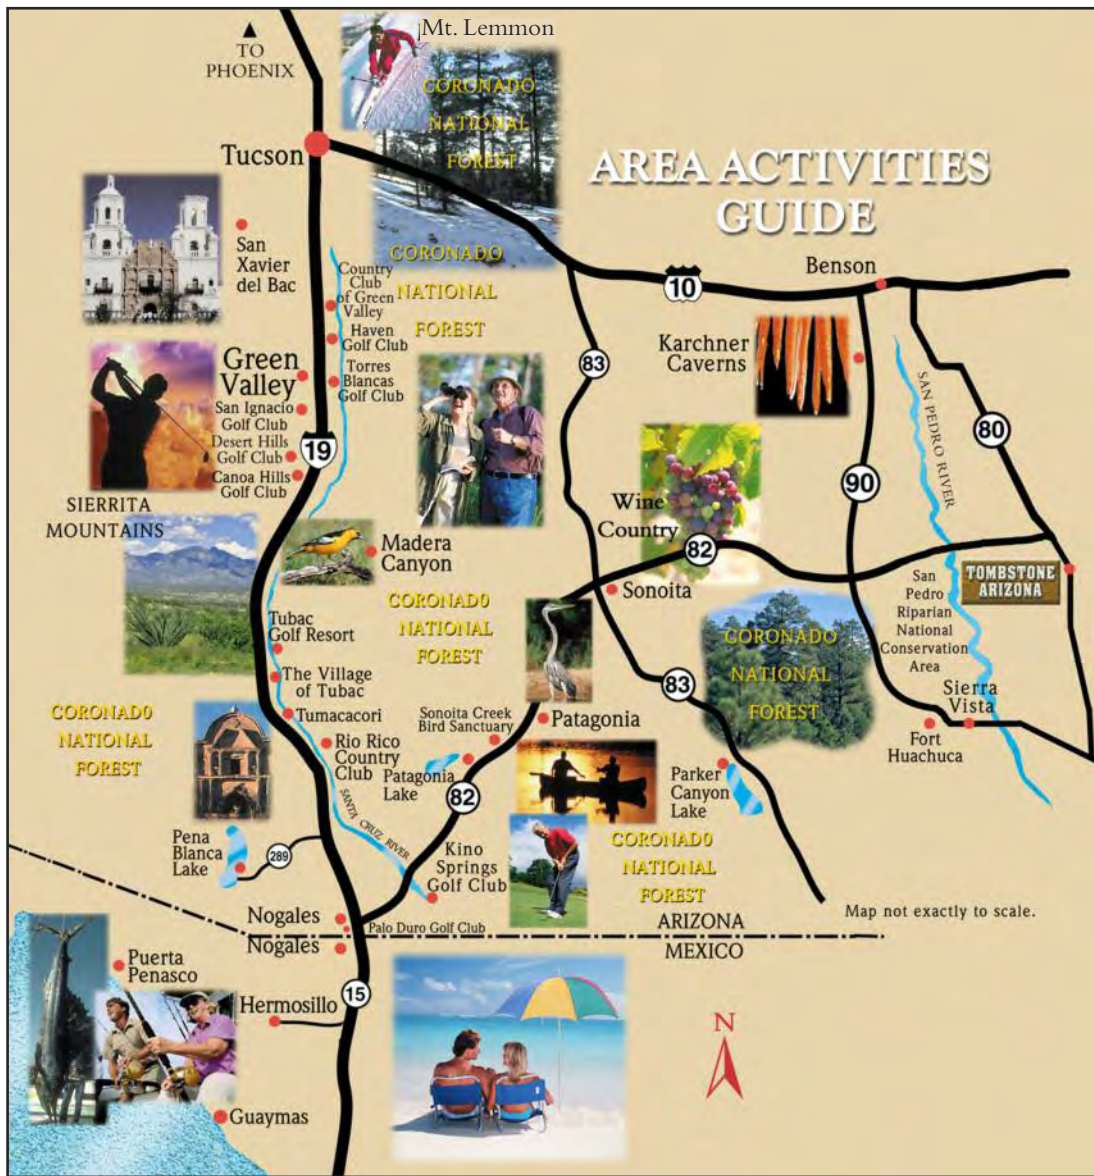 Mt. Lemmon
TO
PHOENIX
CORONADO
NATIONAL
FOREST
Tucson
AREA ACTIVITIES
GUIDE
San
Xavier
del Bac
CORONADO
NATIONAL
FOREST
Country
Club
of Green
Valley
10
Benson
Haven
Golf Club
Karchner
Caverns
Green
Valley
Torres
Blancas
Golf Club
83
SAN PEDRO RIVER
San Ignacio
Golf Club
Desert Hills
Golf Club
Canoa Hills
Golf Club
19
80
90
SIERRITA
MOUNTAINS
Wine
Country
82
Madera
Canyon
Sonoita
San
Pedro
Riparian
National
Conservation
Area
TOMBSTONE
ARIZONA
CORONAD0
NATIONAL
FOREST
CORONADO
NATIONAL
FOREST
Tubac
Golf Resort
The Village
of Tubac
83
Sierra
Vista
CORONAD0
NATIONAL
FOREST
Tumacacori
Sonoita Creek
Bird Sanctuary
Patagonia
Fort
Huachuca
Rio Rico
Country
Club
Patagonia
Lake
82
Parker
Canyon
Lake
SANTA CRUZ RIVER
Pena
Blanca
Lake
289
Kino
Springs
Golf Club
CORONAD0
NATIONAL
FOREST
Nogales
Palo Duro Golf Club
ARIZONA
Map not exactly to scale.
Nogales
MEXICO
Puerta
Penasco
15
Hermosillo
N
Guaymas